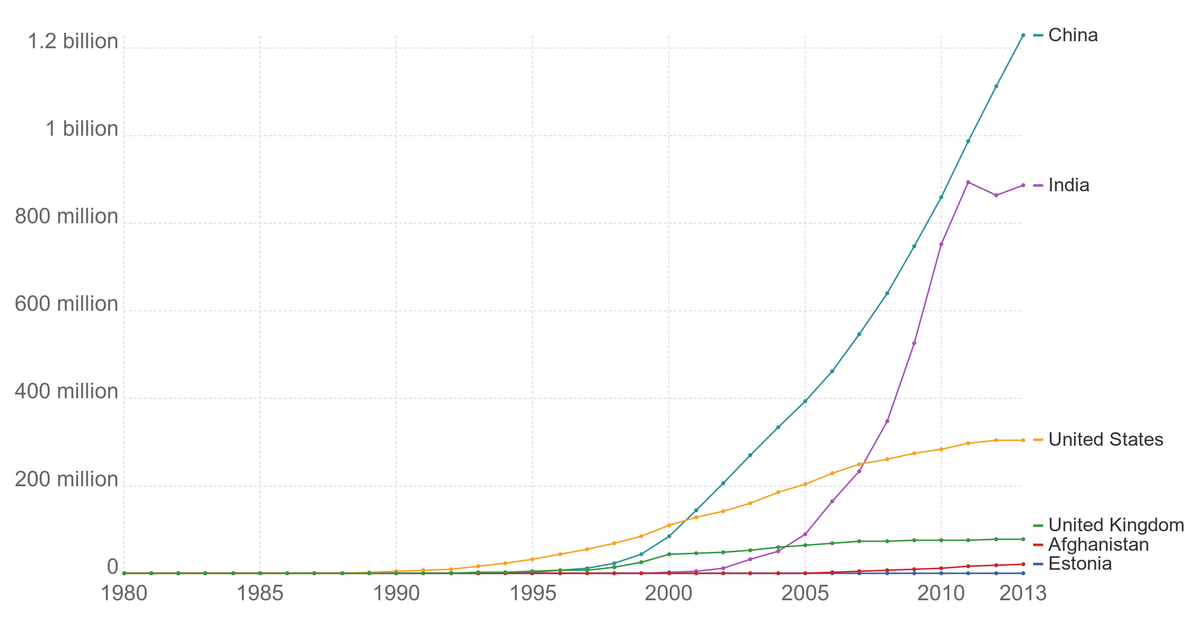 1.2 billion
1 billion
800 million
600 million
400 million
200 million
0
1980 1985 1990 1995 2000 2005 2010 2013
China
India
United States
United Kingdom
Afghanistan
Estonia